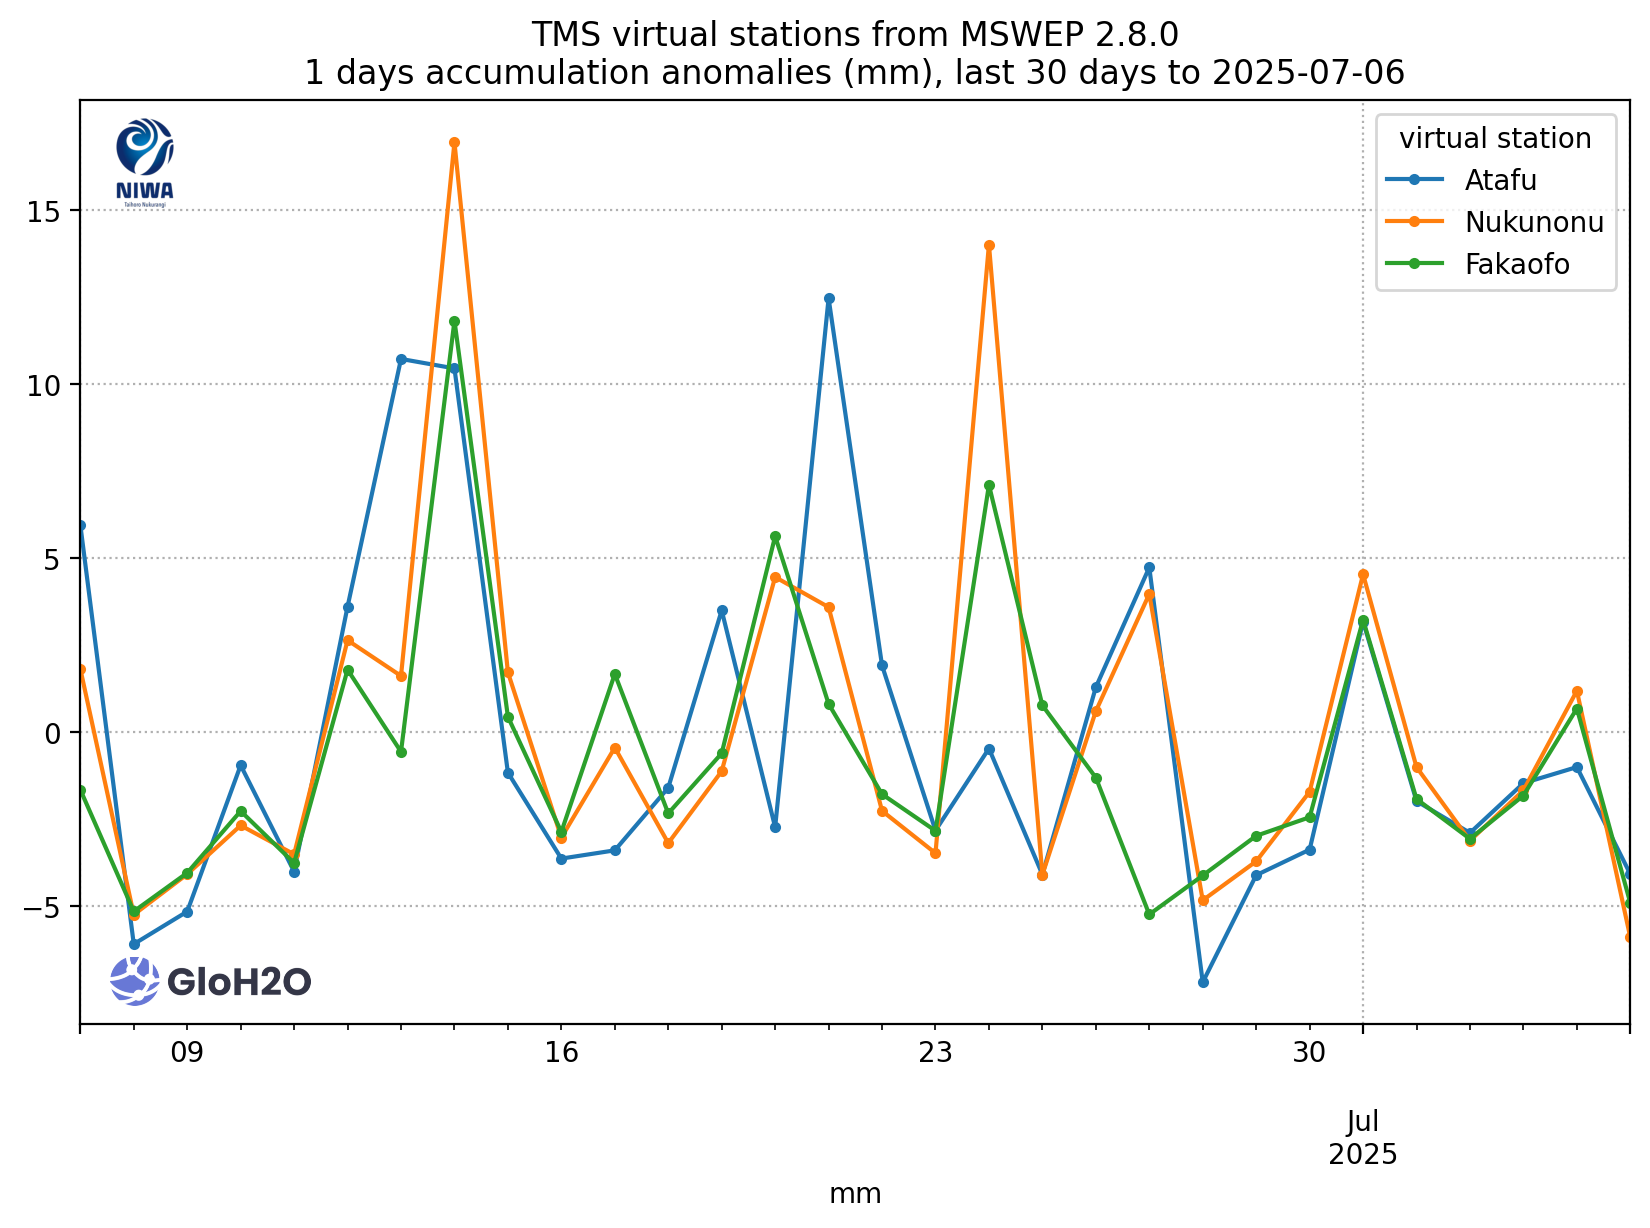 TMS virtual stations from MSWEP 2.8.0
1 days accumulation anomalies (mm), last 30 days to 2025-07-06
NIWA
Taihoro Nukurangi
virtual station
Atafu
Nukunonu
Fakaofo
15
10
5
0
−5
GloH2O
09
16
23
30
Jul
2025
mm